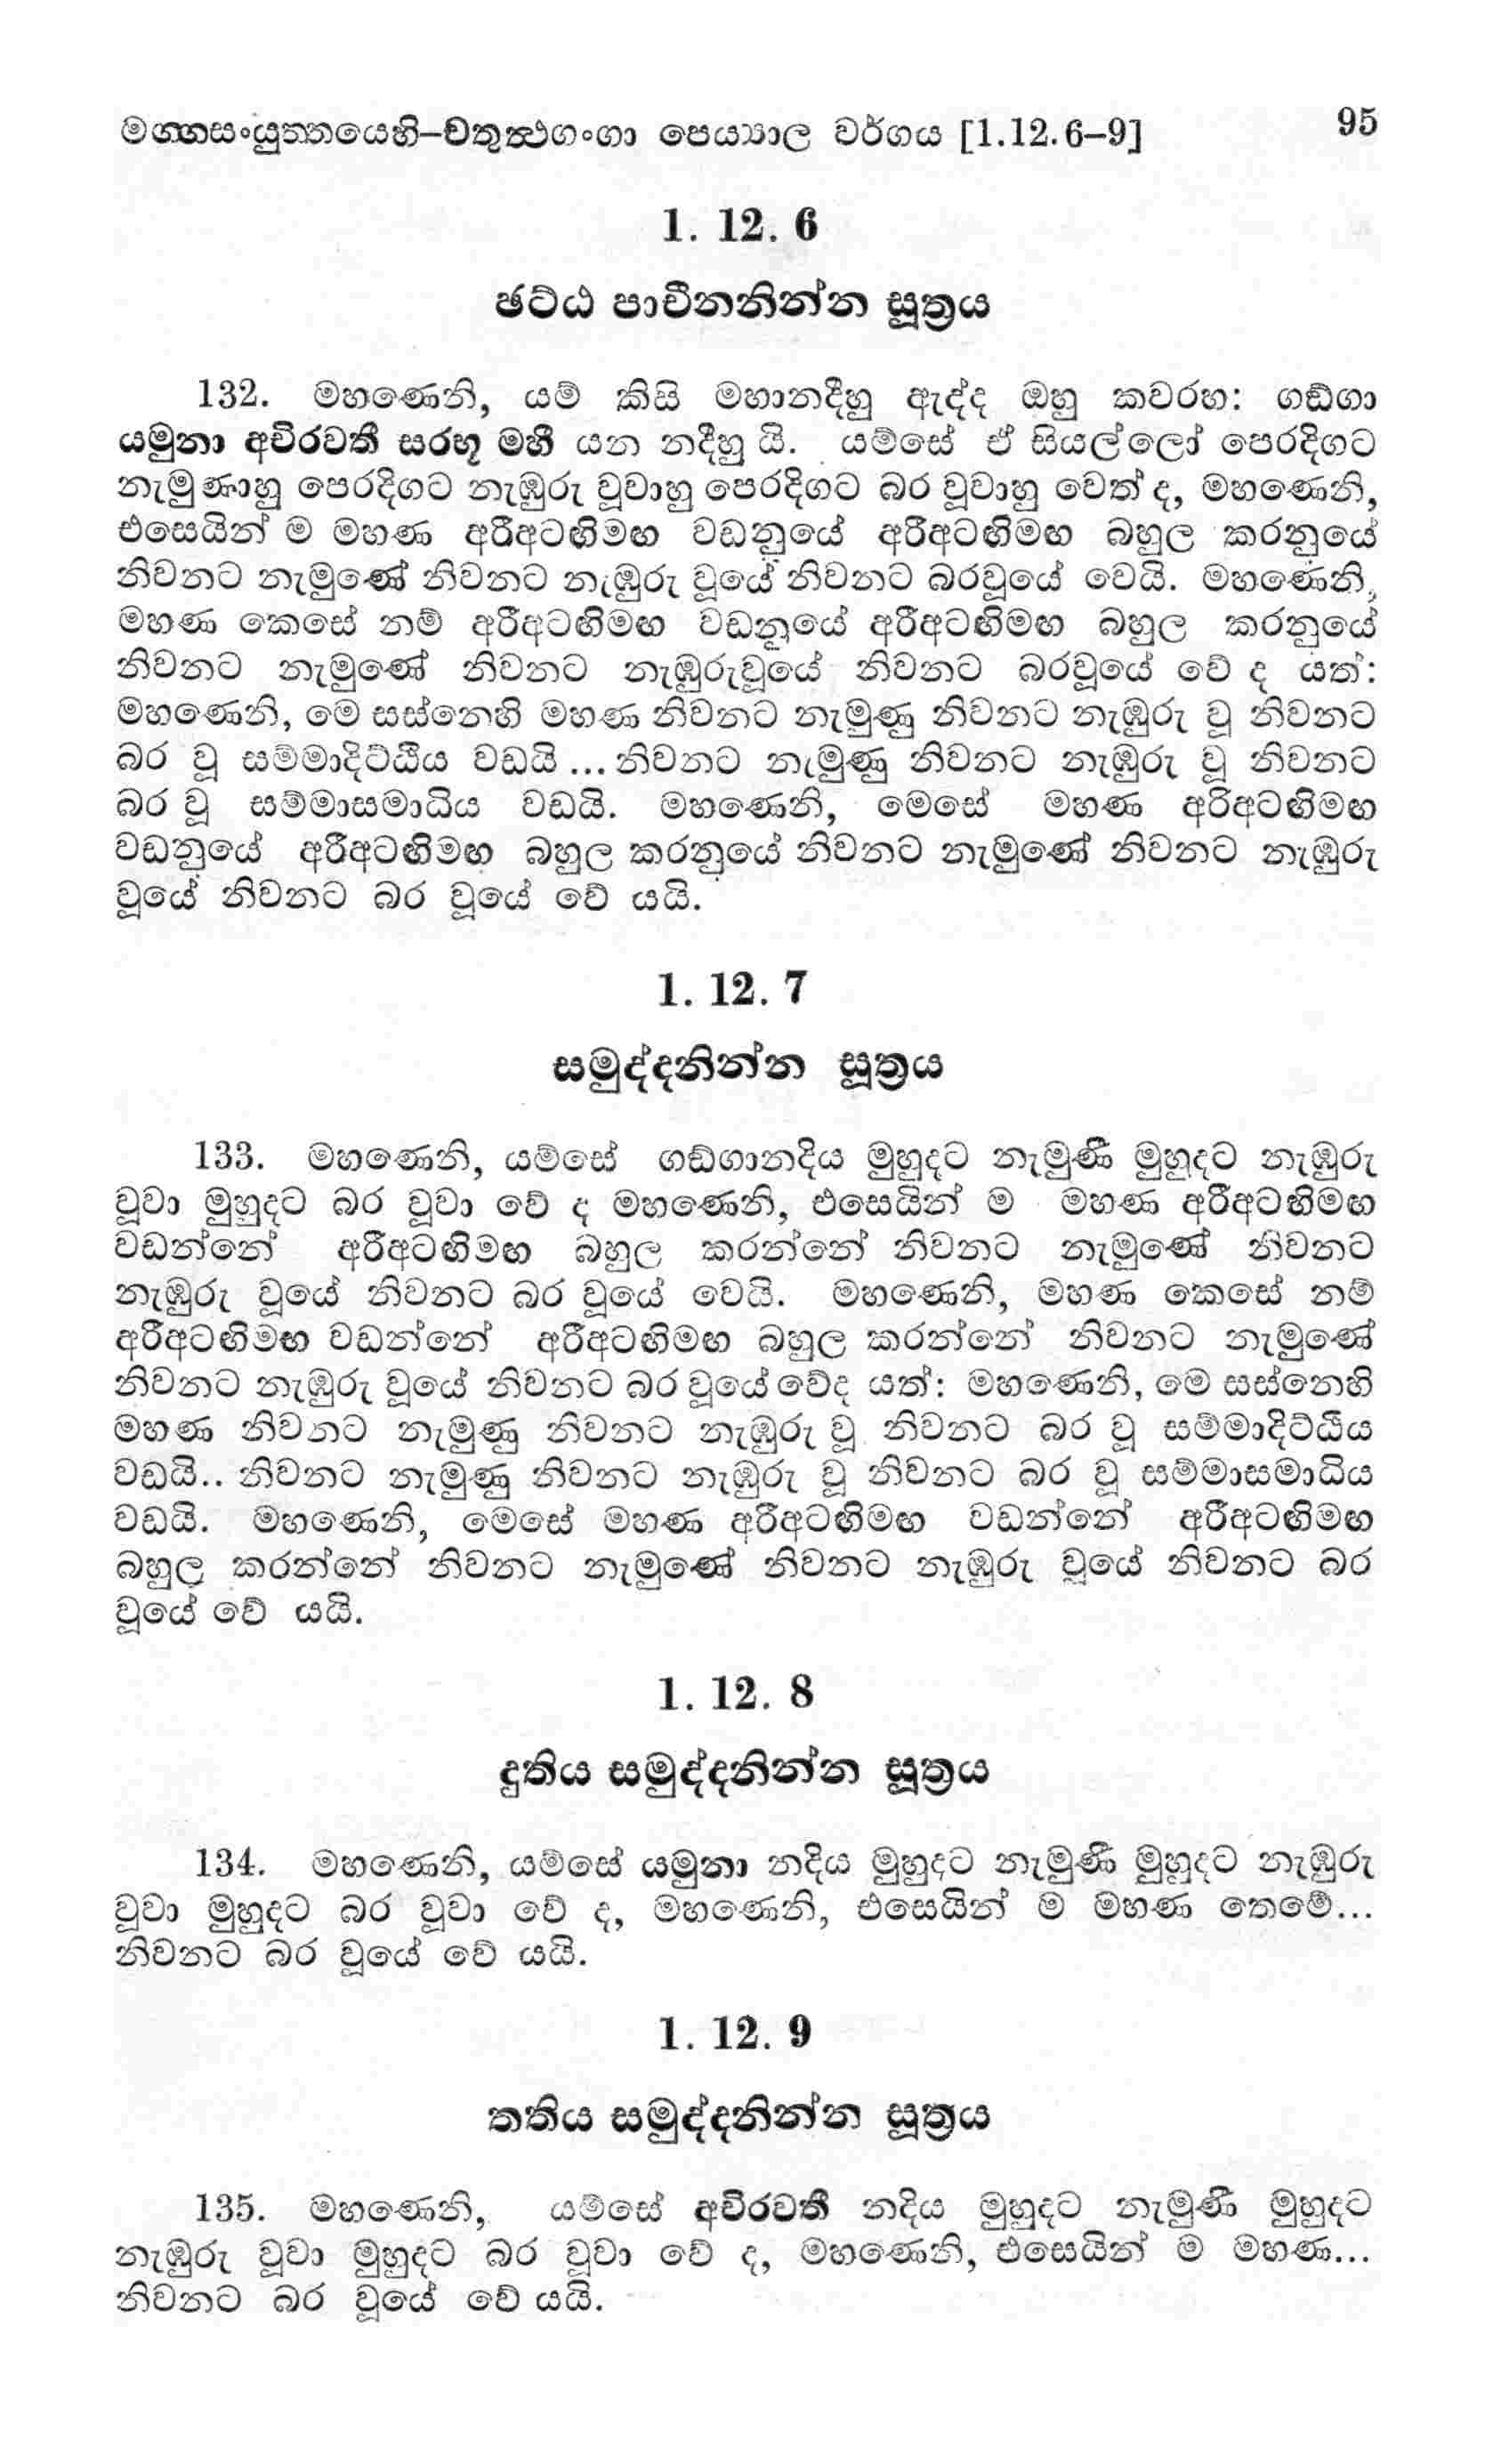 මග්ගසංයුත්තයෙහි–චතුත්ථගංගා පෙය්‍යාල වර්ගය [1.12.6–9] 95
1. 12. 6
ඡට්ඨ පාචීනනින්න සූත්‍රය
132. මහණෙනි, යම් කිසි මහානදීහු ඇද්ද ඔහු කවරහ: ගඞ්ගා
යමුනා අචිරවතී සරභූ මහී යන නදීහු යි. යම්සේ ඒ සියල්ලෝ පෙරදිගට
නැමුණාහු පෙරදිගට නැඹුරු වූවාහු පෙරදිගට බර වූවාහු වෙත් ද, මහණෙනි,
එසෙයින් ම මහණ අරීඅටඟිමඟ වඩනුයේ අරීඅටඟිමඟ බහුල කරනුයේ
නිවනට නැමුණේ නිවනට නැඹුරු වූයේ නිවනට බරවූයේ වෙයි. මහණෙනි,
මහණ කෙසේ නම් අරීඅටඟිමඟ වඩනුයේ අරීඅටඟිමඟ බහුල කරනුයේ
නිවනට නැමුණේ නිවනට නැඹුරුවූයේ නිවනට බරවූයේ වේ ද යත්:
මහණෙනි, මෙ සස්නෙහි මහණ නිවනට නැමුණු නිවනට නැඹුරු වූ නිවනට
බර වූ සම්මාදිට්ඨිය වඩයි ... නිවනට නැමුණු නිවනට නැඹුරු වූ නිවනට
බර වූ සම්මාසමාධිය වඩයි. මහණෙනි, මෙසේ මහණ අරිඅටඟිමඟ
වඩනුයේ අරීඅටඟිමඟ බහුල කරනුයේ නිවනට නැමුණේ නිවනට නැඹුරු
වූයේ නිවනට බර වූයේ වේ යයි.
1. 12. 7
සමුද්දනින්න සූත්‍රය
133. මහණෙනි, යම්සේ ගඞ්ගානදිය මුහුදට නැමුණී මුහුදට නැඹුරු
වූවා මුහුදට බර වූවා වේ ද මහණෙනි, එසෙයින් ම මහණ අරීඅටඟිමඟ
වඩන්නේ අරීඅටඟිමඟ බහුල කරන්නේ නිවනට නැමුණේ නිවනට
නැඹුරු වූයේ නිවනට බර වූයේ වෙයි. මහණෙනි, මහණ කෙසේ නම්
අරීඅටඟිමඟ වඩන්නේ අරීඅටඟිමඟ බහුල කරන්නේ නිවනට නැමුණේ
නිවනට නැඹුරු වූයේ නිවනට බර වූයේ වේද යත්: මහණෙනි, මෙ සස්නෙහි
මහණ නිවනට නැමුණු නිවනට නැඹුරු වූ නිවනට බර වූ සම්මාදිට්ඨිය
වඩයි.. නිවනට නැමුණු නිවනට නැඹුරු වූ නිවනට බර වූ සම්මාසමාධිය
වඩයි. මහණෙනි, මෙසේ මහණ අරීඅටඟිමඟ වඩන්නේ අරීඅටඟිමඟ
බහුල කරන්නේ නිවනට නැමුණේ නිවනට නැඹුරු වූයේ නිවනට බර
වූයේ වේ යයි.
1. 12. 8
දුතිය සමුද්දනින්න සූත්‍රය
134. මහණෙනි, යම්සේ යමුනා නදිය මුහුදට නැමුණී මුහුදට නැඹුරු
වූවා මුහුදට බර වූවා වේ ද, මහණෙනි, එසෙයින් ම මහණ තෙමේ...
නිවනට බර වූයේ වේ යයි.
1. 12. 9
තතිය සමුද්දනින්න සූත්‍රය
135. මහණෙනි, යම්සේ අචිරවතී නදිය මුහුදට නැමුණී මුහුදට
නැඹුරු වූවා මුහුදට බර වූවා වේ ද, මහණෙනි, එසෙයින් ම මහණ...
නිවනට බර වූයේ වේ යයි.